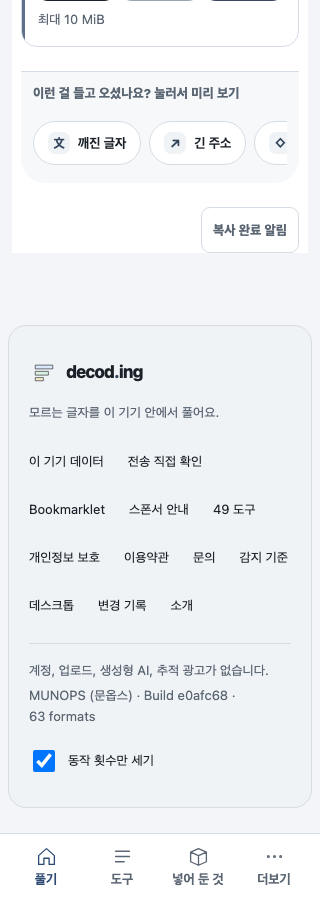 최대 10 MiB
이런 걸 들고 오셨나요? 눌러서 미리 보기
文 깨진 글자 긴 주소
복사 완료 알림
decod.ing
모르는 글자를 이 기기 안에서 풀어요.
이 기기 데이터 전송 직접 확인
Bookmarklet 스폰서 안내 49 도구
개인정보 보호 이용약관 문의 감지 기준
데스크톱 변경 기록 소개
계정, 업로드, 생성형 AI, 추적 광고가 없습니다.
MUNOPS (문옵스) · Build e0afc68 ·
63 formats
동작 횟수만 세기
풀기 도구 넣어 둔 것 더보기